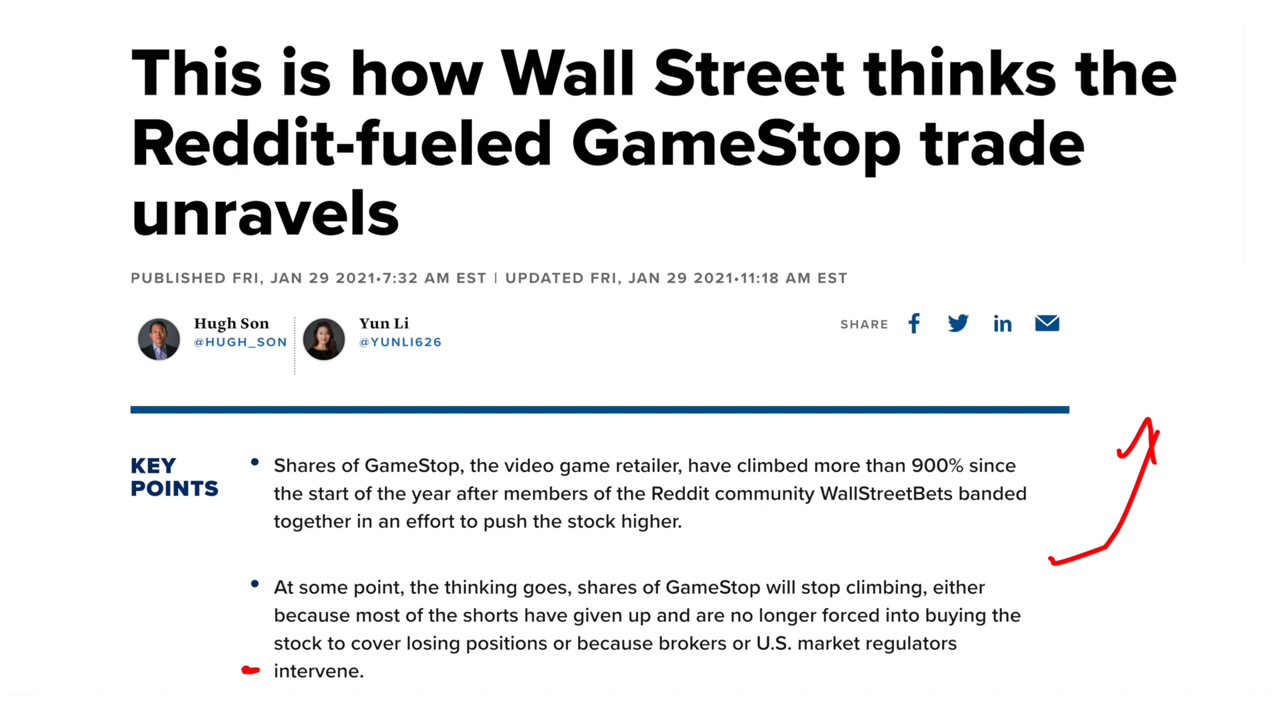 This is how Wall Street thinks the
Reddit-fueled GameStop trade
unravels
PUBLISHED FRI, JAN 29 2021•7:32 AM EST | UPDATED FRI, JAN 29 2021•11:18 AM EST
Hugh Son
@HUGH_SON
Yun Li
@YUNLI626
SHARE
KEY
POINTS
• Shares of GameStop, the video game retailer, have climbed more than 900% since
the start of the year after members of the Reddit community WallStreetBets banded
together in an effort to push the stock higher.
• At some point, the thinking goes, shares of GameStop will stop climbing, either
because most of the shorts have given up and are no longer forced into buying the
stock to cover losing positions or because brokers or U.S. market regulators
intervene.